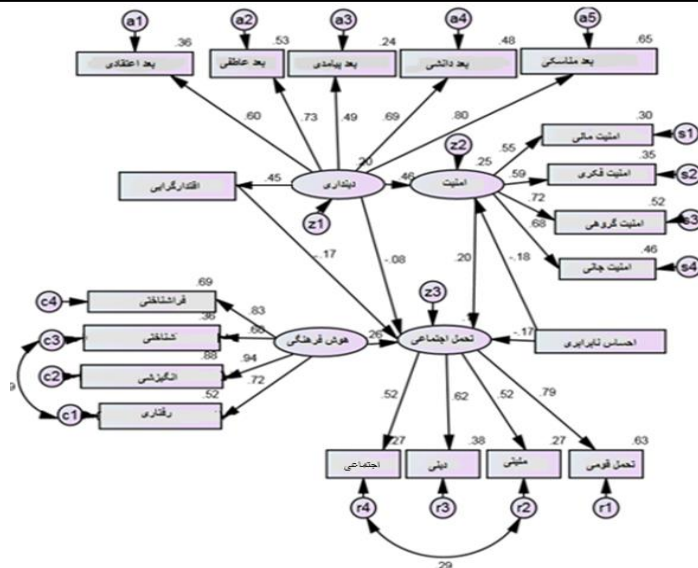 a1 a2 a3 a4 a5
.36 .53 .24 .48 .65
بعد اعتقادی
بعد عاطفی
بعد پیامدی
بعد دانشی
بعد مناسکی
.60 .73 .49 .69 .80
z2
.30
امنیت مالی
s1
.20 .25 .55
.35
اقتدارگرایی
.45
دینداری
.46
امنیت
.59
امنیت فکری
s2
z1
.72
.52
امنیت گروهی
s3
.68
.46
-.17 -.08 .20 -.18
امنیت جانی
s4
.69
z3
c4
فراشناختی
.83
.36
c3
شناختی
هوش فرهنگی
.26
تحمل اجتماعی
-.17
احساس نابرابری
.88
c2
انگیزشی
.94
.72
.52
c1
رفتاری
.52 .62 .52 .79
.27 .38 .27 .63
اجتماعی
دینی
تحمل قومی
r4 r3 r2 r1
.29